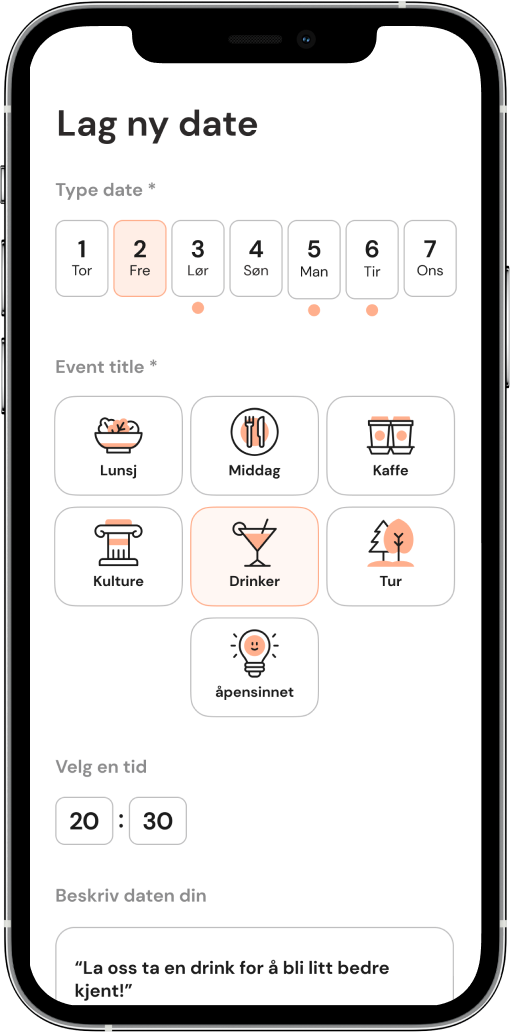 Lag ny date
Type date *
1 2 3 4 5 6 7
Tor Fre Lør Søn Man Tir Ons
Event title *
Lunsj Middag Kaffe
Kulture Drinker Tur
åpensinnet
Velg en tid
20 : 30
Beskriv daten din
“La oss ta en drink for å bli litt bedre
kjent!”